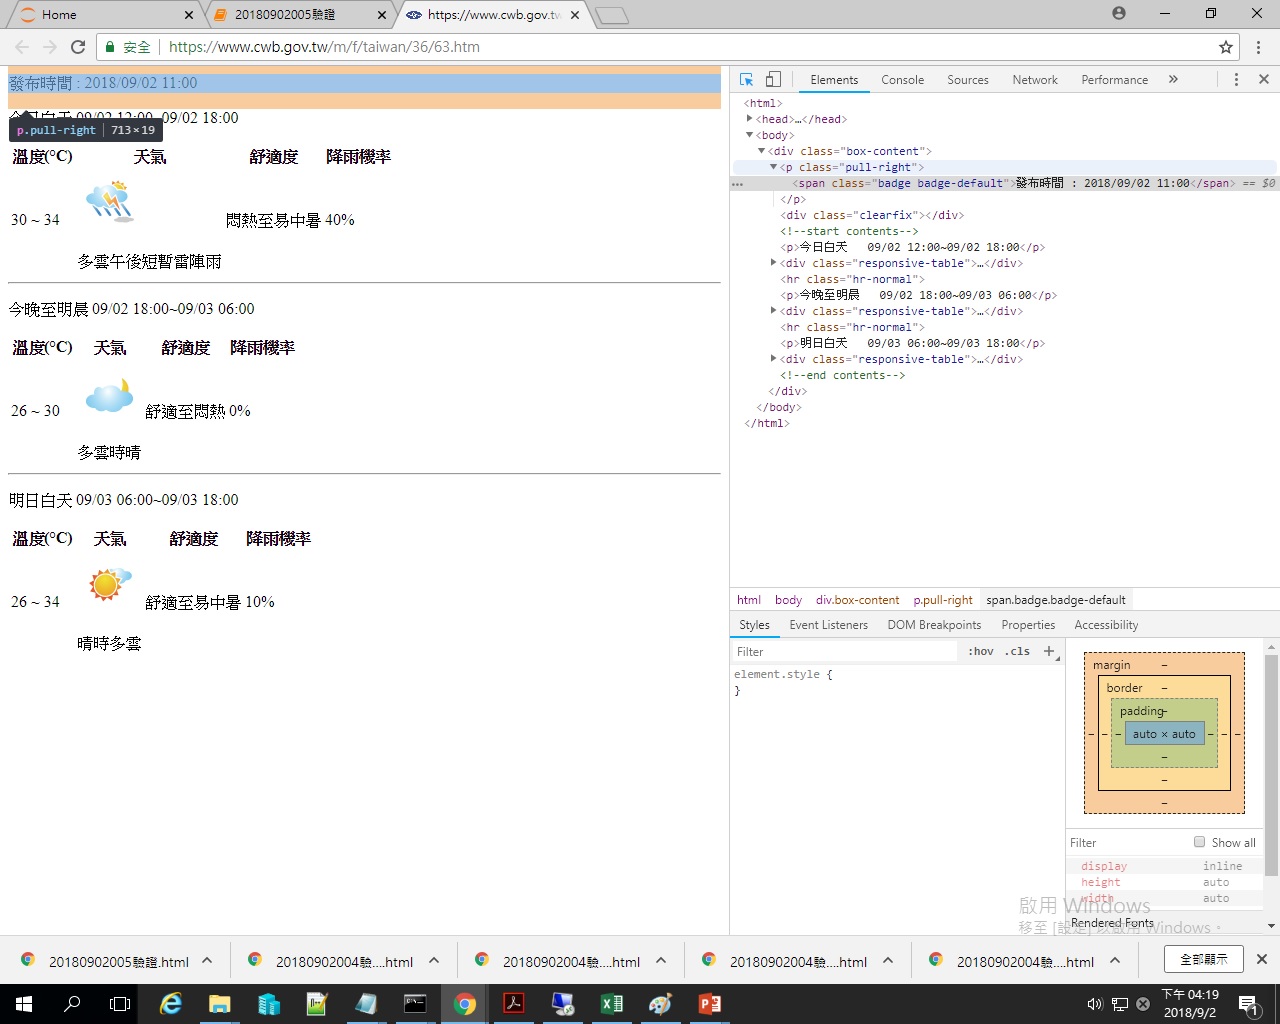 Home
20180902005驗證
https://www.cwb.gov.tw
安全 https://www.cwb.gov.tw/m/f/taiwan/36/63.htm
發布時間 : 2018/09/02 11:00
今日白天 09/02 12:00~09/02 18:00
p.pull-right 713×19
溫度(°C) 天氣 舒適度 降雨機率
30 ~ 34 悶熱至易中暑 40%
多雲午後短暫雷陣雨
今晚至明晨 09/02 18:00~09/03 06:00
溫度(°C) 天氣 舒適度 降雨機率
26 ~ 30 舒適至悶熱 0%
多雲時晴
明日白天 09/03 06:00~09/03 18:00
溫度(°C) 天氣 舒適度 降雨機率
26 ~ 34 舒適至易中暑 10%
晴時多雲
Elements Console Sources Network Performance »
<html>
<head>…</head>
<body>
<div class="box-content">
<p class="pull-right">
<span class="badge badge-default">發布時間 : 2018/09/02 11:00</span> == $0
</p>
<div class="clearfix"></div>
<!--start contents-->
<p>今日白天 09/02 12:00~09/02 18:00</p>
<div class="responsive-table">…</div>
<hr class="hr-normal">
<p>今晚至明晨 09/02 18:00~09/03 06:00</p>
<div class="responsive-table">…</div>
<hr class="hr-normal">
<p>明日白天 09/03 06:00~09/03 18:00</p>
<div class="responsive-table">…</div>
<!--end contents-->
</div>
</body>
</html>
html body div.box-content p.pull-right span.badge.badge-default
Styles Event Listeners DOM Breakpoints Properties Accessibility
Filter :hov .cls +
element.style {
}
margin –
border –
padding –
– – – auto × auto – – –
–
–
–
Filter Show all
display inline
height auto
width auto
Rendered Fonts
啟用 Windows
移至 [設定] 以啟用 Windows。
20180902005驗證.html
20180902004驗....html
20180902004驗....html
20180902004驗....html
20180902004驗....html
全部顯示
下午 04:19
2018/9/2
1